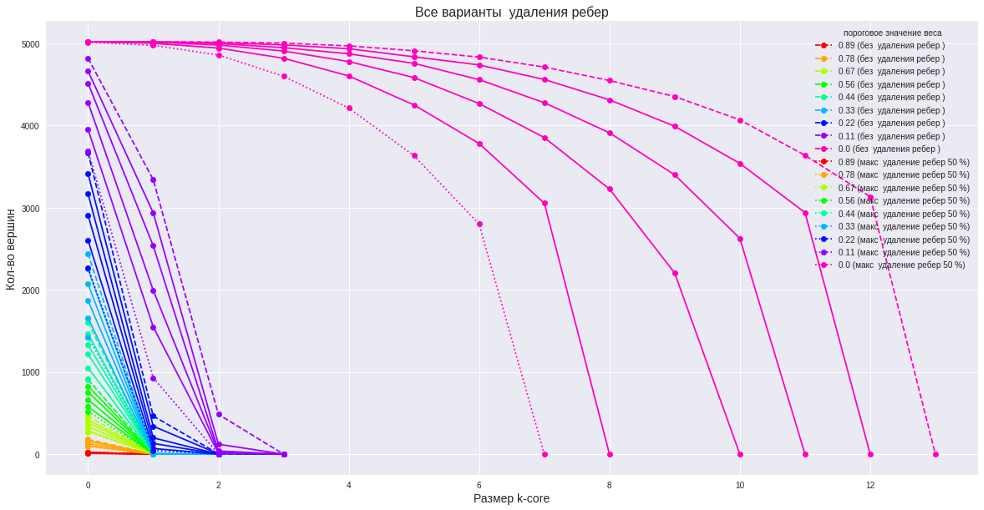 Все варианты  удаления ребер
Кол-во вершин
5000
4000
3000
2000
1000
0
0
2
4
6
8
10
12
Размер k-core
пороговое значение веса
0.89 (без  удаления ребер )
0.78 (без  удаления ребер )
0.67 (без  удаления ребер )
0.56 (без  удаления ребер )
0.44 (без  удаления ребер )
0.33 (без  удаления ребер )
0.22 (без  удаления ребер )
0.11 (без  удаления ребер )
0.0 (без  удаления ребер )
0.89 (макс  удаление ребер 50 %)
0.78 (макс  удаление ребер 50 %)
0.67 (макс  удаление ребер 50 %)
0.56 (макс  удаление ребер 50 %)
0.44 (макс  удаление ребер 50 %)
0.33 (макс  удаление ребер 50 %)
0.22 (макс  удаление ребер 50 %)
0.11 (макс  удаление ребер 50 %)
0.0 (макс  удаление ребер 50 %)